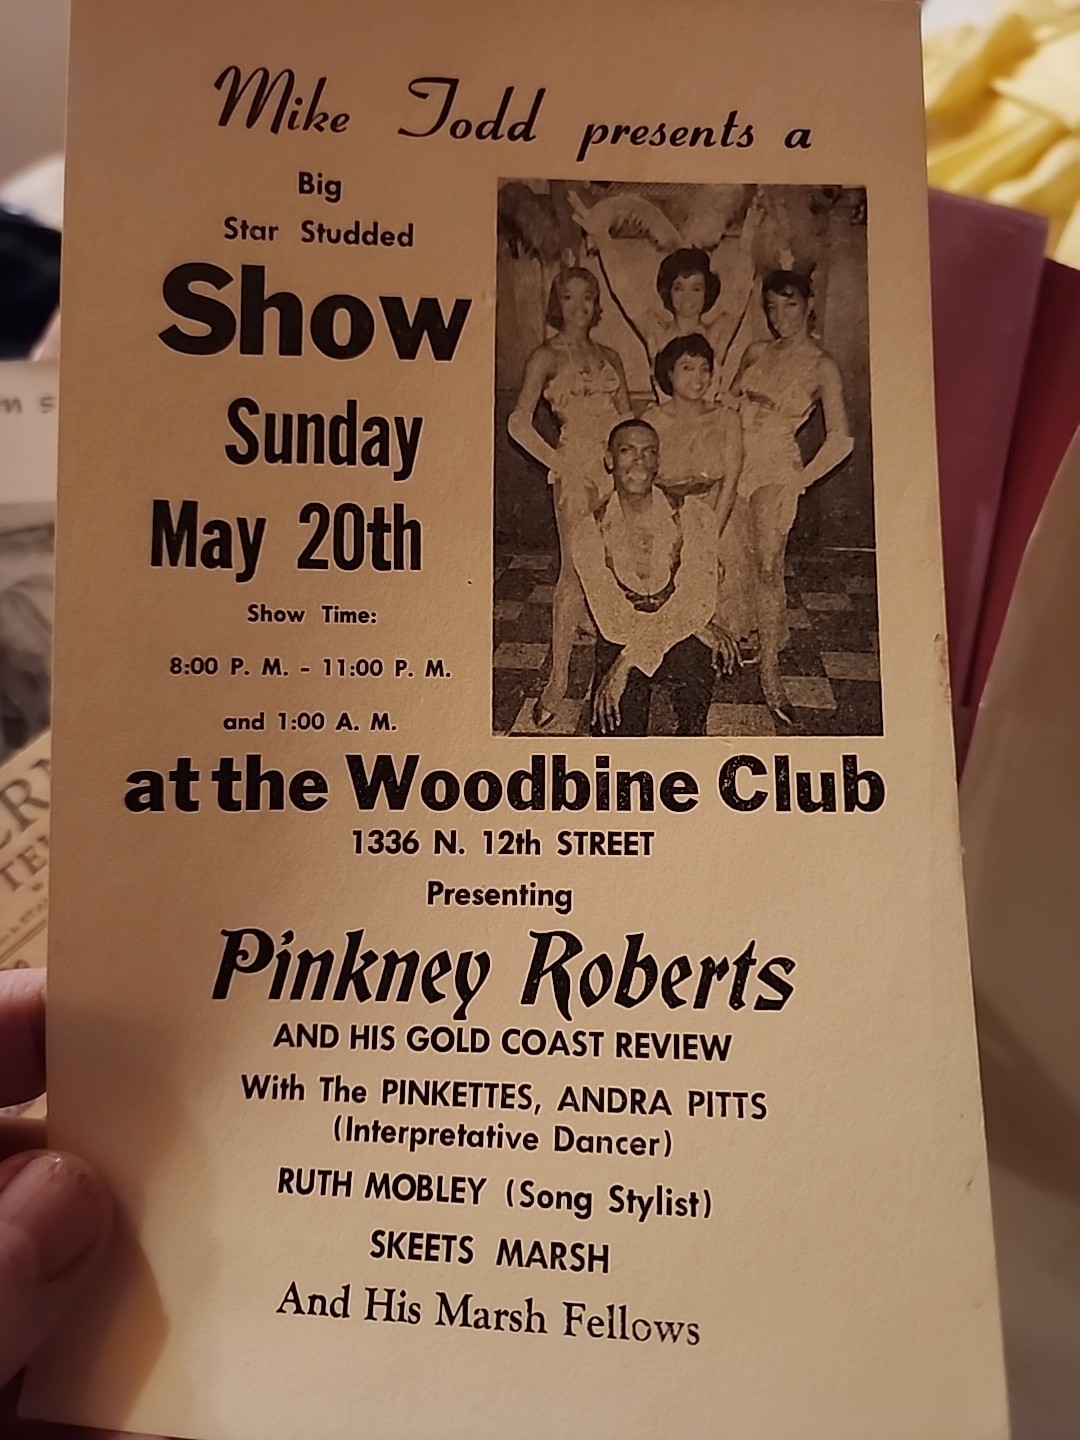 Mike Todd presents a
Big
Star Studded
Show
Sunday
May 20th
Show Time:
8:00 P. M. - 11:00 P. M.
and 1:00 A. M.
at the Woodbine Club
1336 N. 12th STREET
Presenting
Pinkney Roberts
AND HIS GOLD COAST REVIEW
With The PINKETTES, ANDRA PITTS
(Interpretative Dancer)
RUTH MOBLEY (Song Stylist)
SKEETS MARSH
And His Marsh Fellows